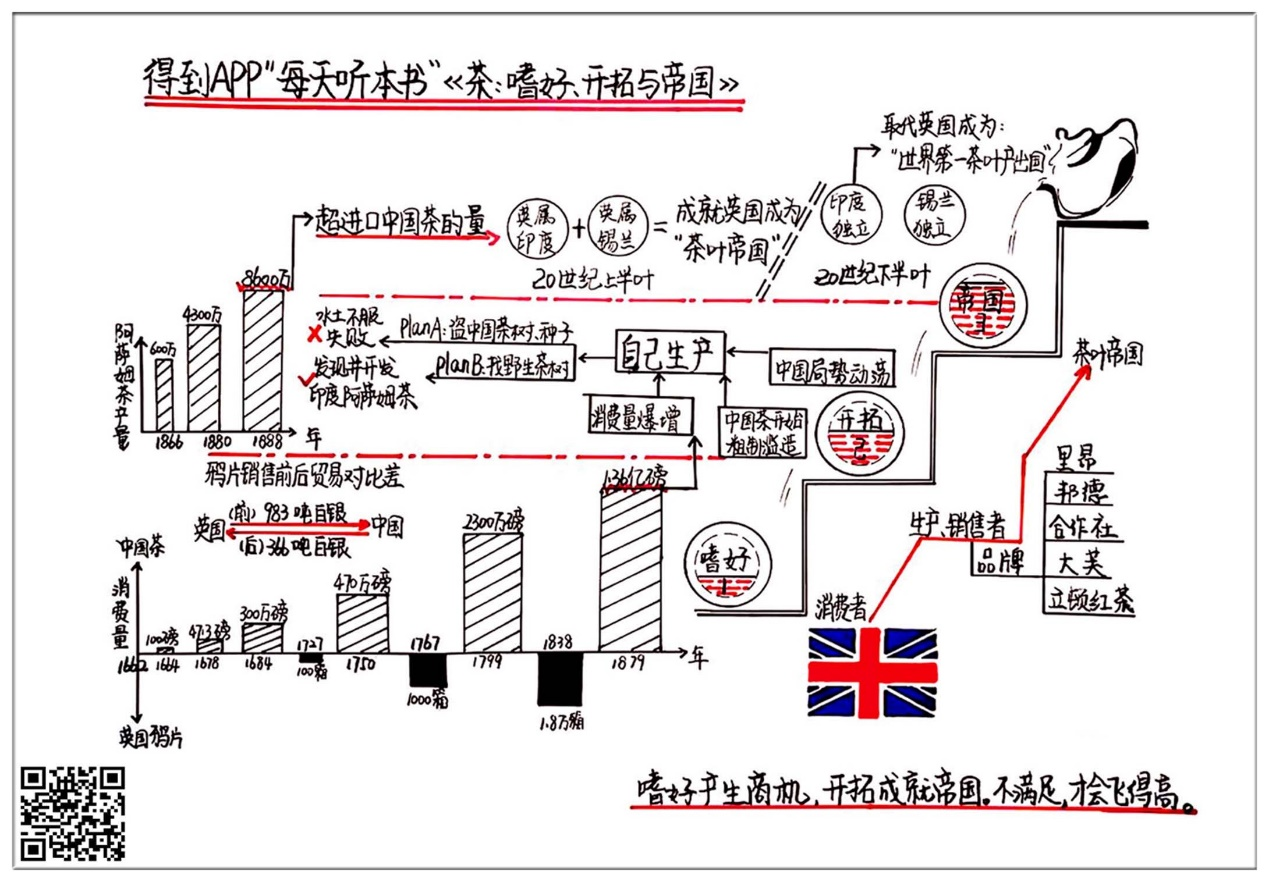 得到APP“每天听本书”《茶:嗜好、开拓与帝国》
取代英国成为:
“世界第一茶叶产出国”
超进口中国茶的量
英属
印度
+
英属
锡兰
=
成就英国成为
“茶叶帝国”
印度
独立
锡兰
独立
20世纪上半叶
20世纪下半叶
帝国
3
阿萨姆茶产量
600万
4300万
8600万
1866
1880
1888
年
水土不服
失败
planA:盗中国茶树、种子
发现并开发
印度阿萨姆茶
planB:找野生茶树
自己生产
中国局势动荡
消费量爆增
中国茶开始
粗制滥造
开拓
2
茶叶帝国
鸦片销售前后贸易对比差
英国
(前) 983吨白银
(后)366吨白银
中国
中国茶
消费量
英国鸦片
1662
100磅
1664
4713磅
1678
300万磅
1684
1727
100箱
470万磅
1750
1767
1000箱
2300万磅
1799
1838
1.8万箱
1.36亿磅
1879
年
嗜好
1
消费者
生产、销售者
品牌
里昂
邦德
合作社
大芙
立顿红茶
嗜好产生商机,开拓成就帝国。不满足,才会飞得高。